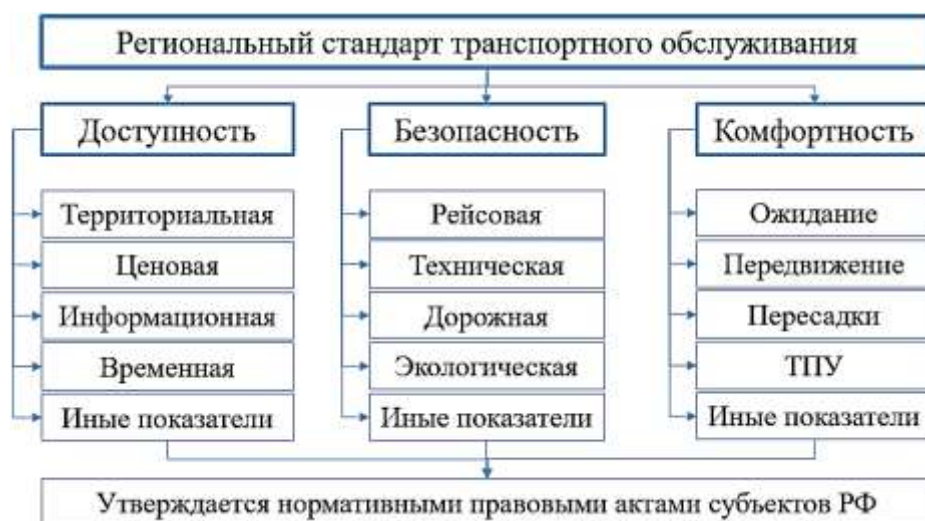 Региональный стандарт транспортного обслуживания
Доступность
Территориальная
Ценовая
Информационная
Временная
Иные показатели
Безопасность
Рейсовая
Техническая
Дорожная
Экологическая
Иные показатели
Комфортность
Ожидание
Передвижение
Пересадки
ТПУ
Иные показатели
Утверждается нормативными правовыми актами субъектов РФ